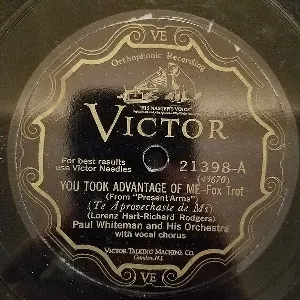 VE
Orthophonic Recording
"HIS MASTER'S VOICE"
VICTOR
For best results
use Victor Needles
21398-A
(43670)
YOU TOOK ADVANTAGE OF ME-Fox Trot
(From "Present Arms")
(Te Aprovechaste de Mi)
(Lorenz Hart-Richard Rodgers)
Paul Whiteman and His Orchestra
with vocal chorus
VICTOR TALKING MACHINE CO.
Camden, N.J.
VE